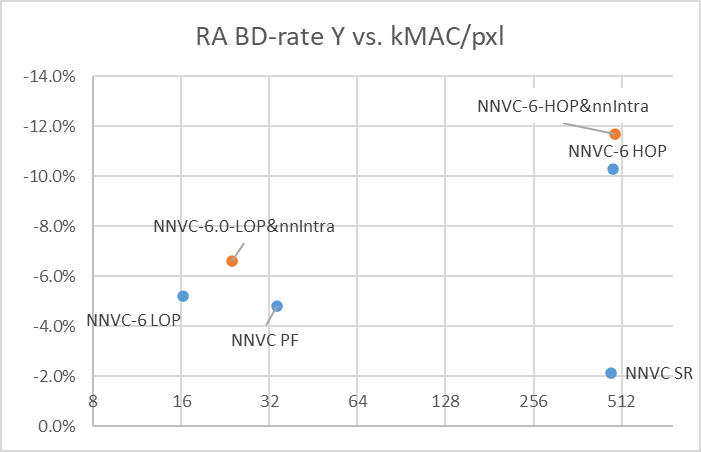 RA BD-rate Y vs. kMAC/pxl
-14.0%
NNVC-6-HOP&nnIntra
-12.0%
NNVC-6 HOP
-10.0%
NNVC-6.0-LOP&nnIntra
-8.0%
-6.0%
NNVC-6 LOP
-4.0%
NNVC PF
-2.0%
NNVC SR
8 16 32 64 128 256 512
0.0%